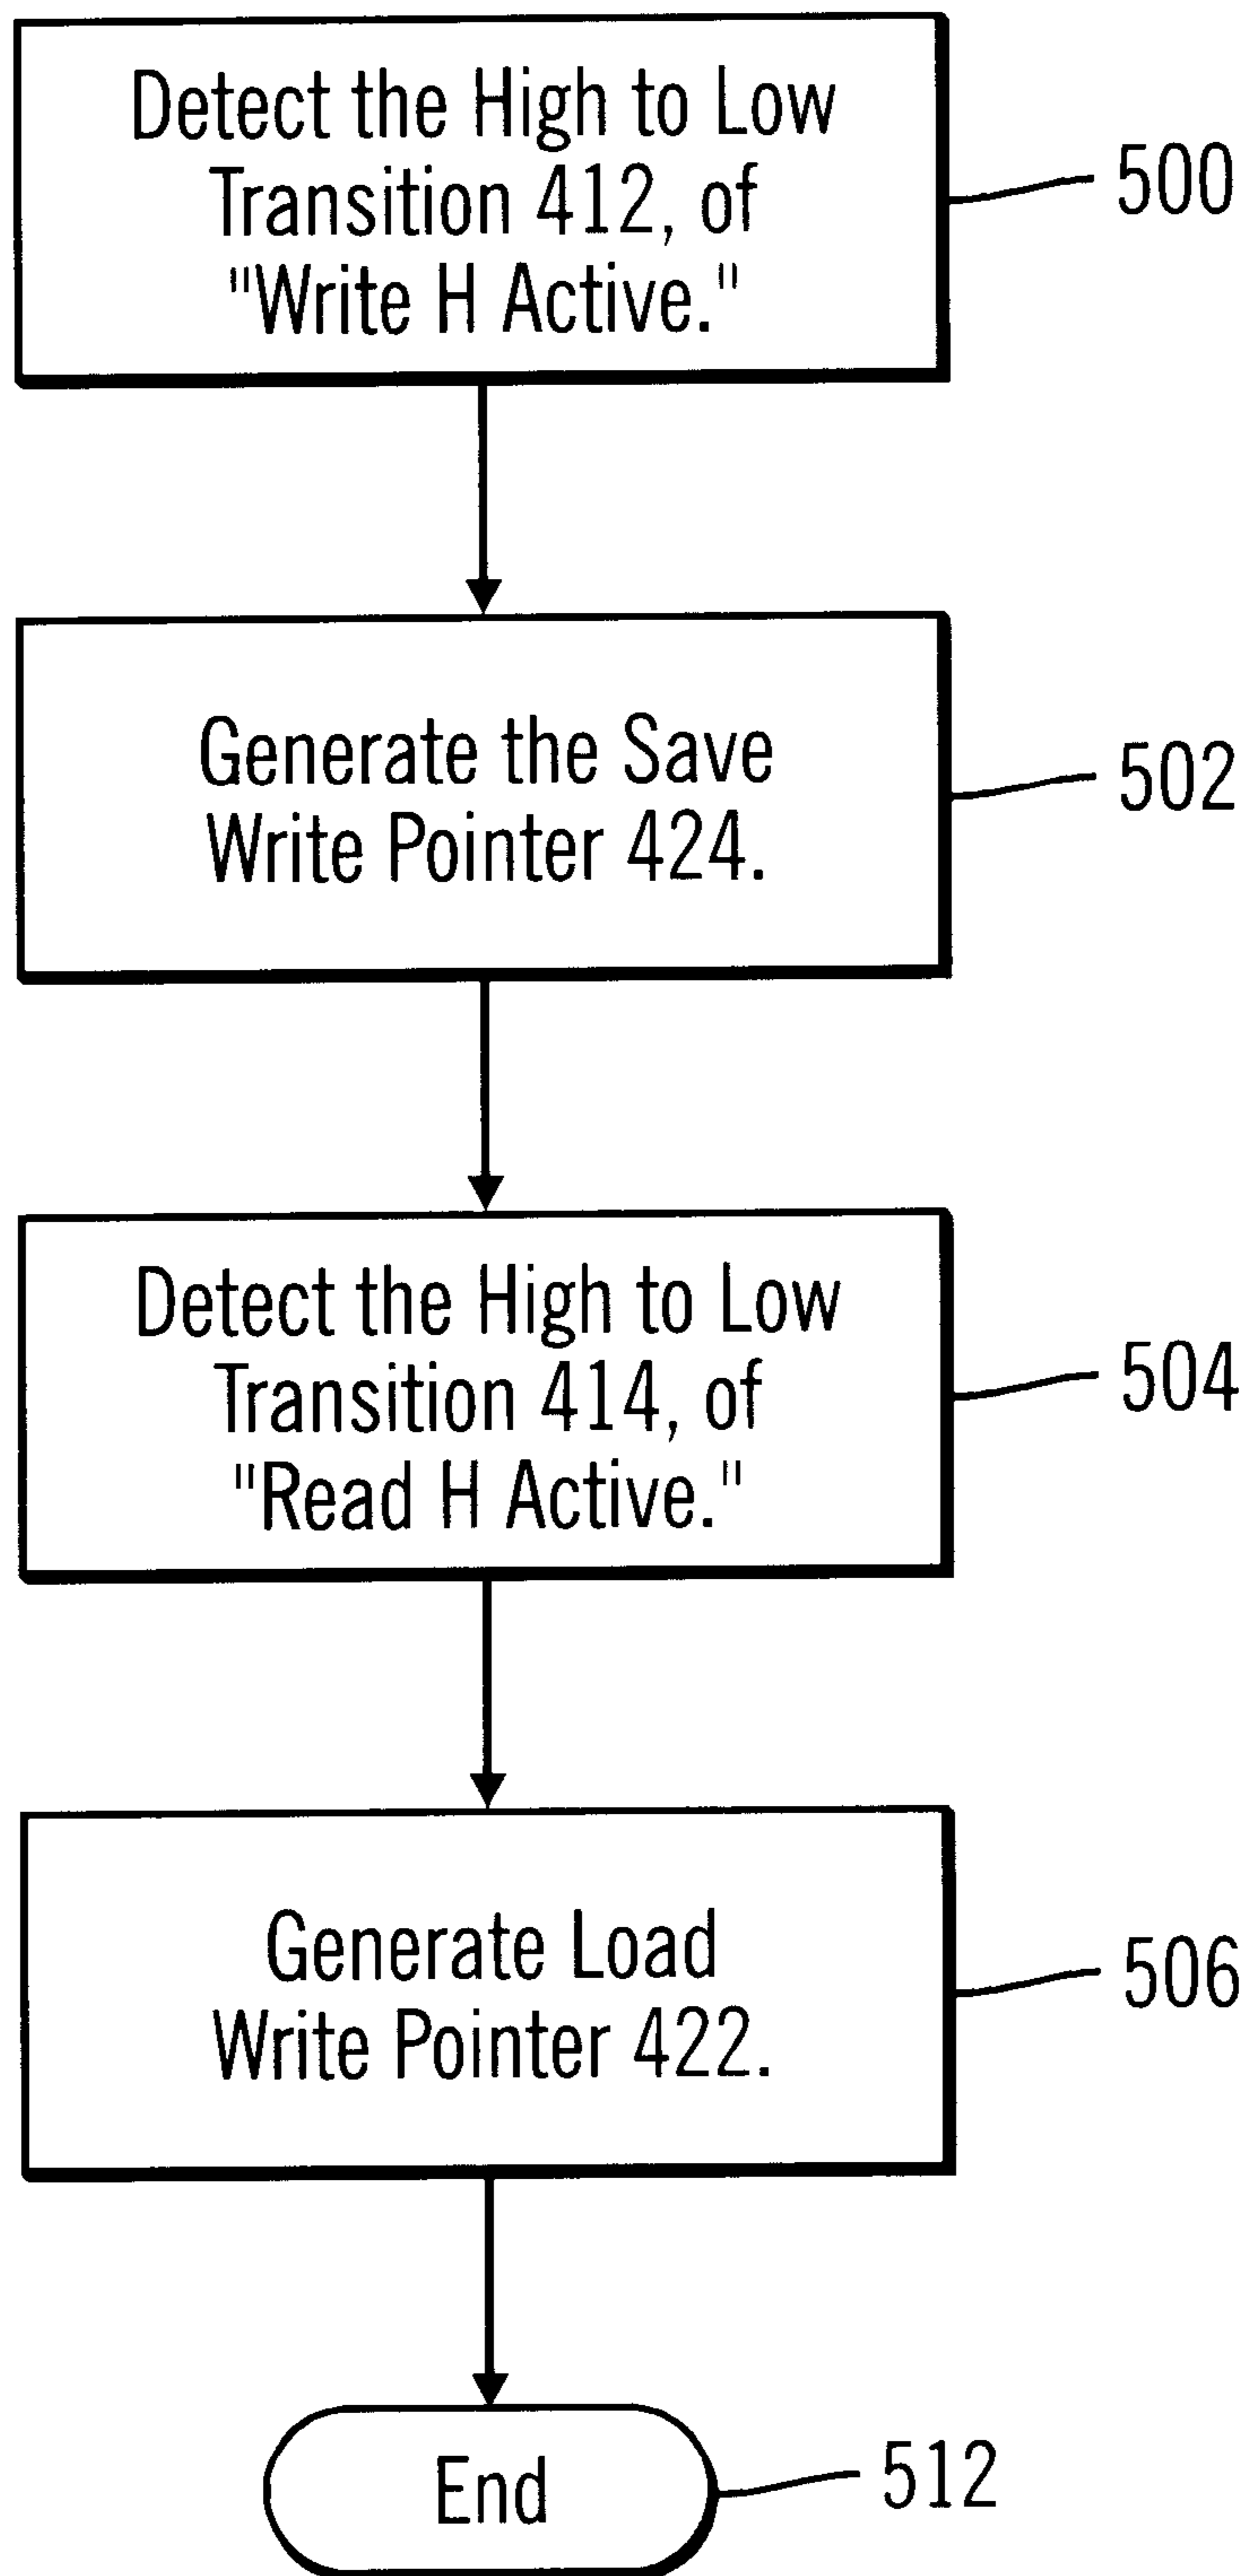 Detect the High to Low
Transition 412, of
"Write H Active."
500
Generate the Save
Write Pointer 424.
502
Detect the High to Low
Transition 414, of
"Read H Active."
504
Generate Load
Write Pointer 422.
506
End
512